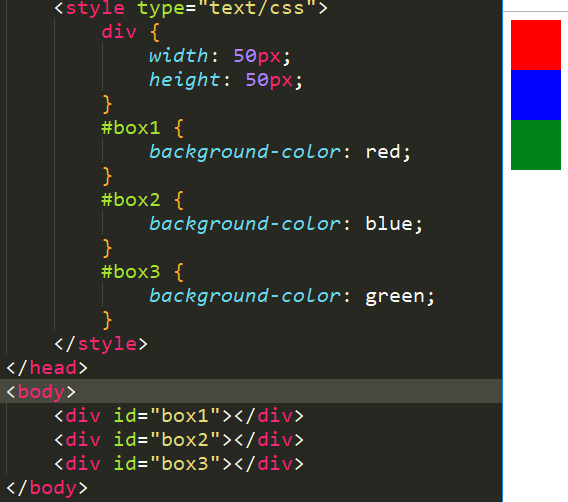 <style type="text/css">
div {
width: 50px;
height: 50px;
}
#box1 {
background-color: red;
}
#box2 {
background-color: blue;
}
#box3 {
background-color: green;
}
</style>
</head>
<body>
<div id="box1"></div>
<div id="box2"></div>
<div id="box3"></div>
</body>